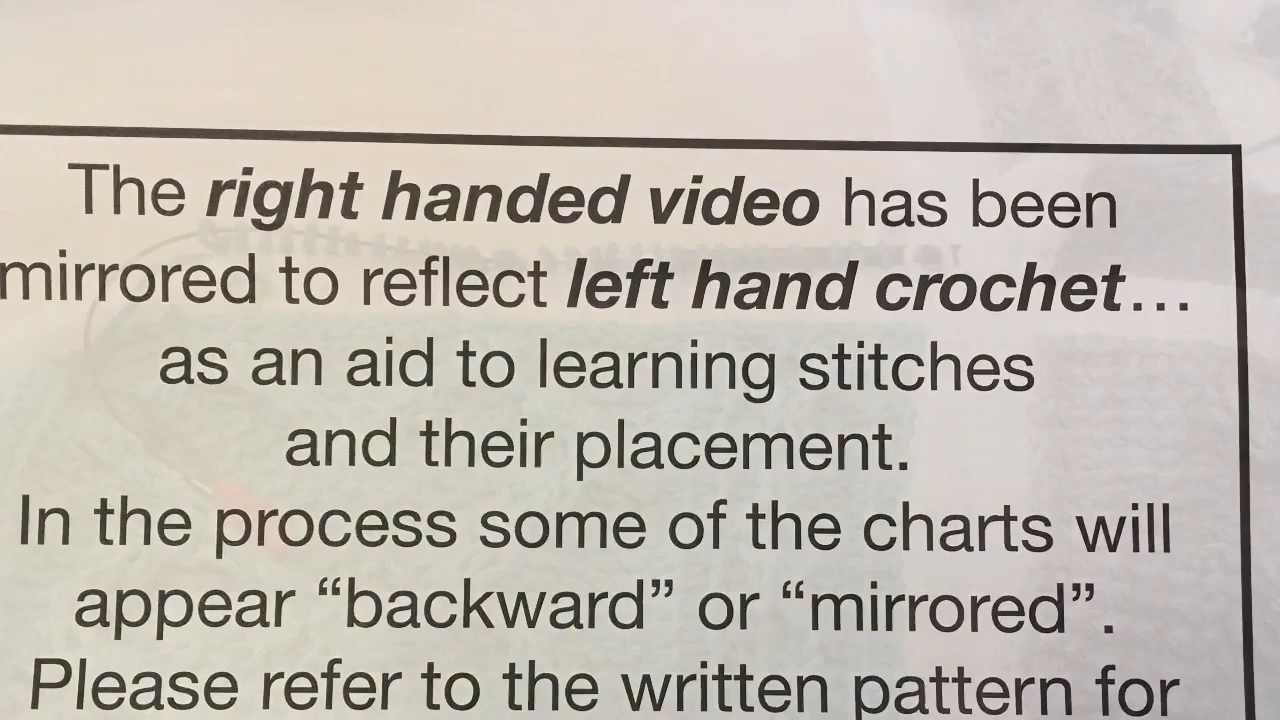 The right handed video has been
mirrored to reflect left hand crochet…
as an aid to learning stitches
and their placement.
In the process some of the charts will
appear “backward” or “mirrored”.
Please refer to the written pattern for